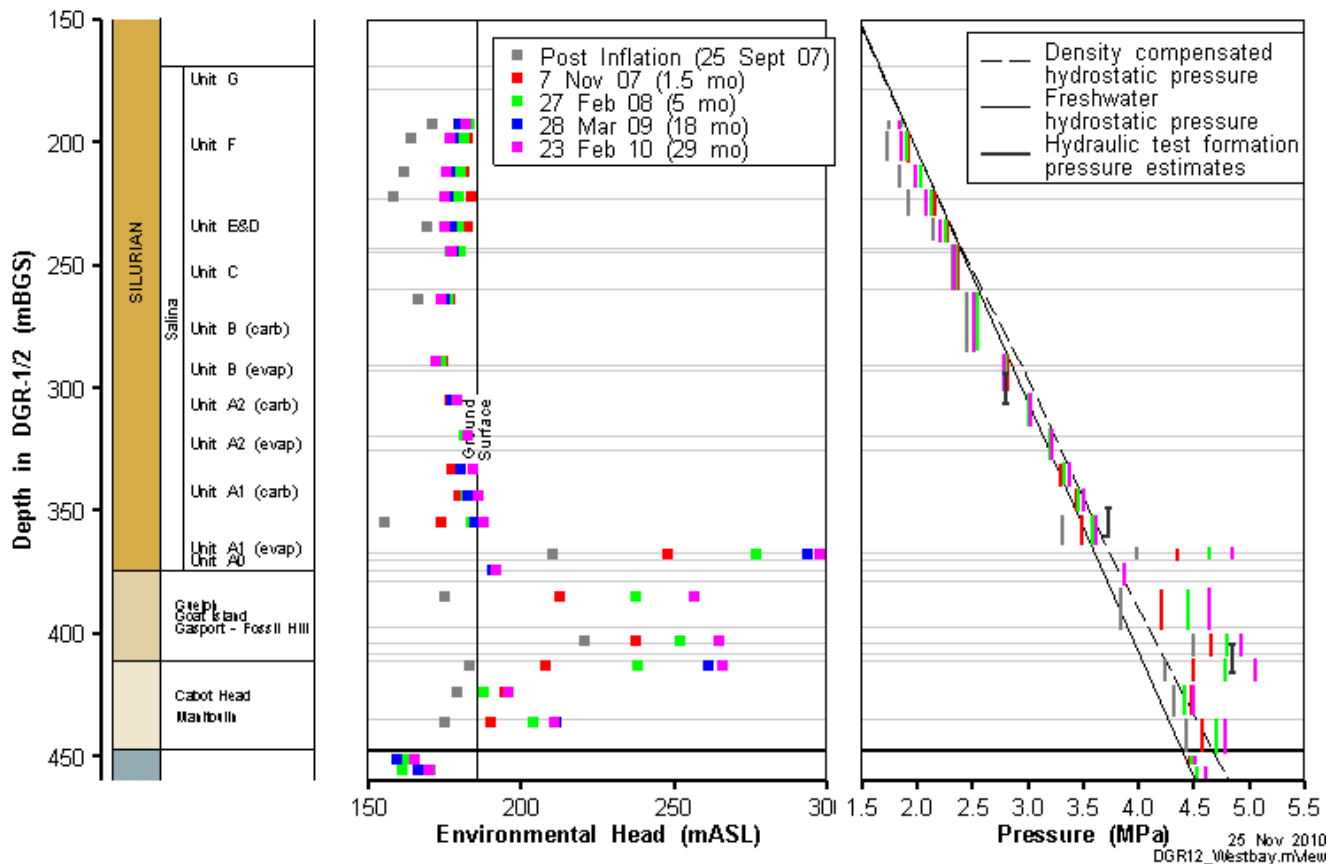 150
200
250
300
350
400
450
Depth in DGR-1/2 (mBGS)
SILURIAN
Salina
Unit G
Unit F
Unit E&D
Unit C
Unit B (carb)
Unit B (evap)
Unit A2 (carb)
Unit A2 (evap)
Unit A1 (carb)
Unit A1 (evap)
Unit A0
Guelph
Goat Island
Gasport - Fossil Hill
Cabot Head
Manitoulin
Post Inflation (25 Sept 07)
7 Nov 07 (1.5 mo)
27 Feb 08 (5 mo)
28 Mar 09 (18 mo)
23 Feb 10 (29 mo)
Ground
Surface
150
200
250
30
Environmental Head (mASL)
Density compensated
hydrostatic pressure
Freshwater
hydrostatic pressure
Hydraulic test formation
pressure estimates
1.5
2.0
2.5
3.0
3.5
4.0
4.5
5.0
5.5
Pressure (MPa)
25 Nov 2010
DGR12_Westbay.mView